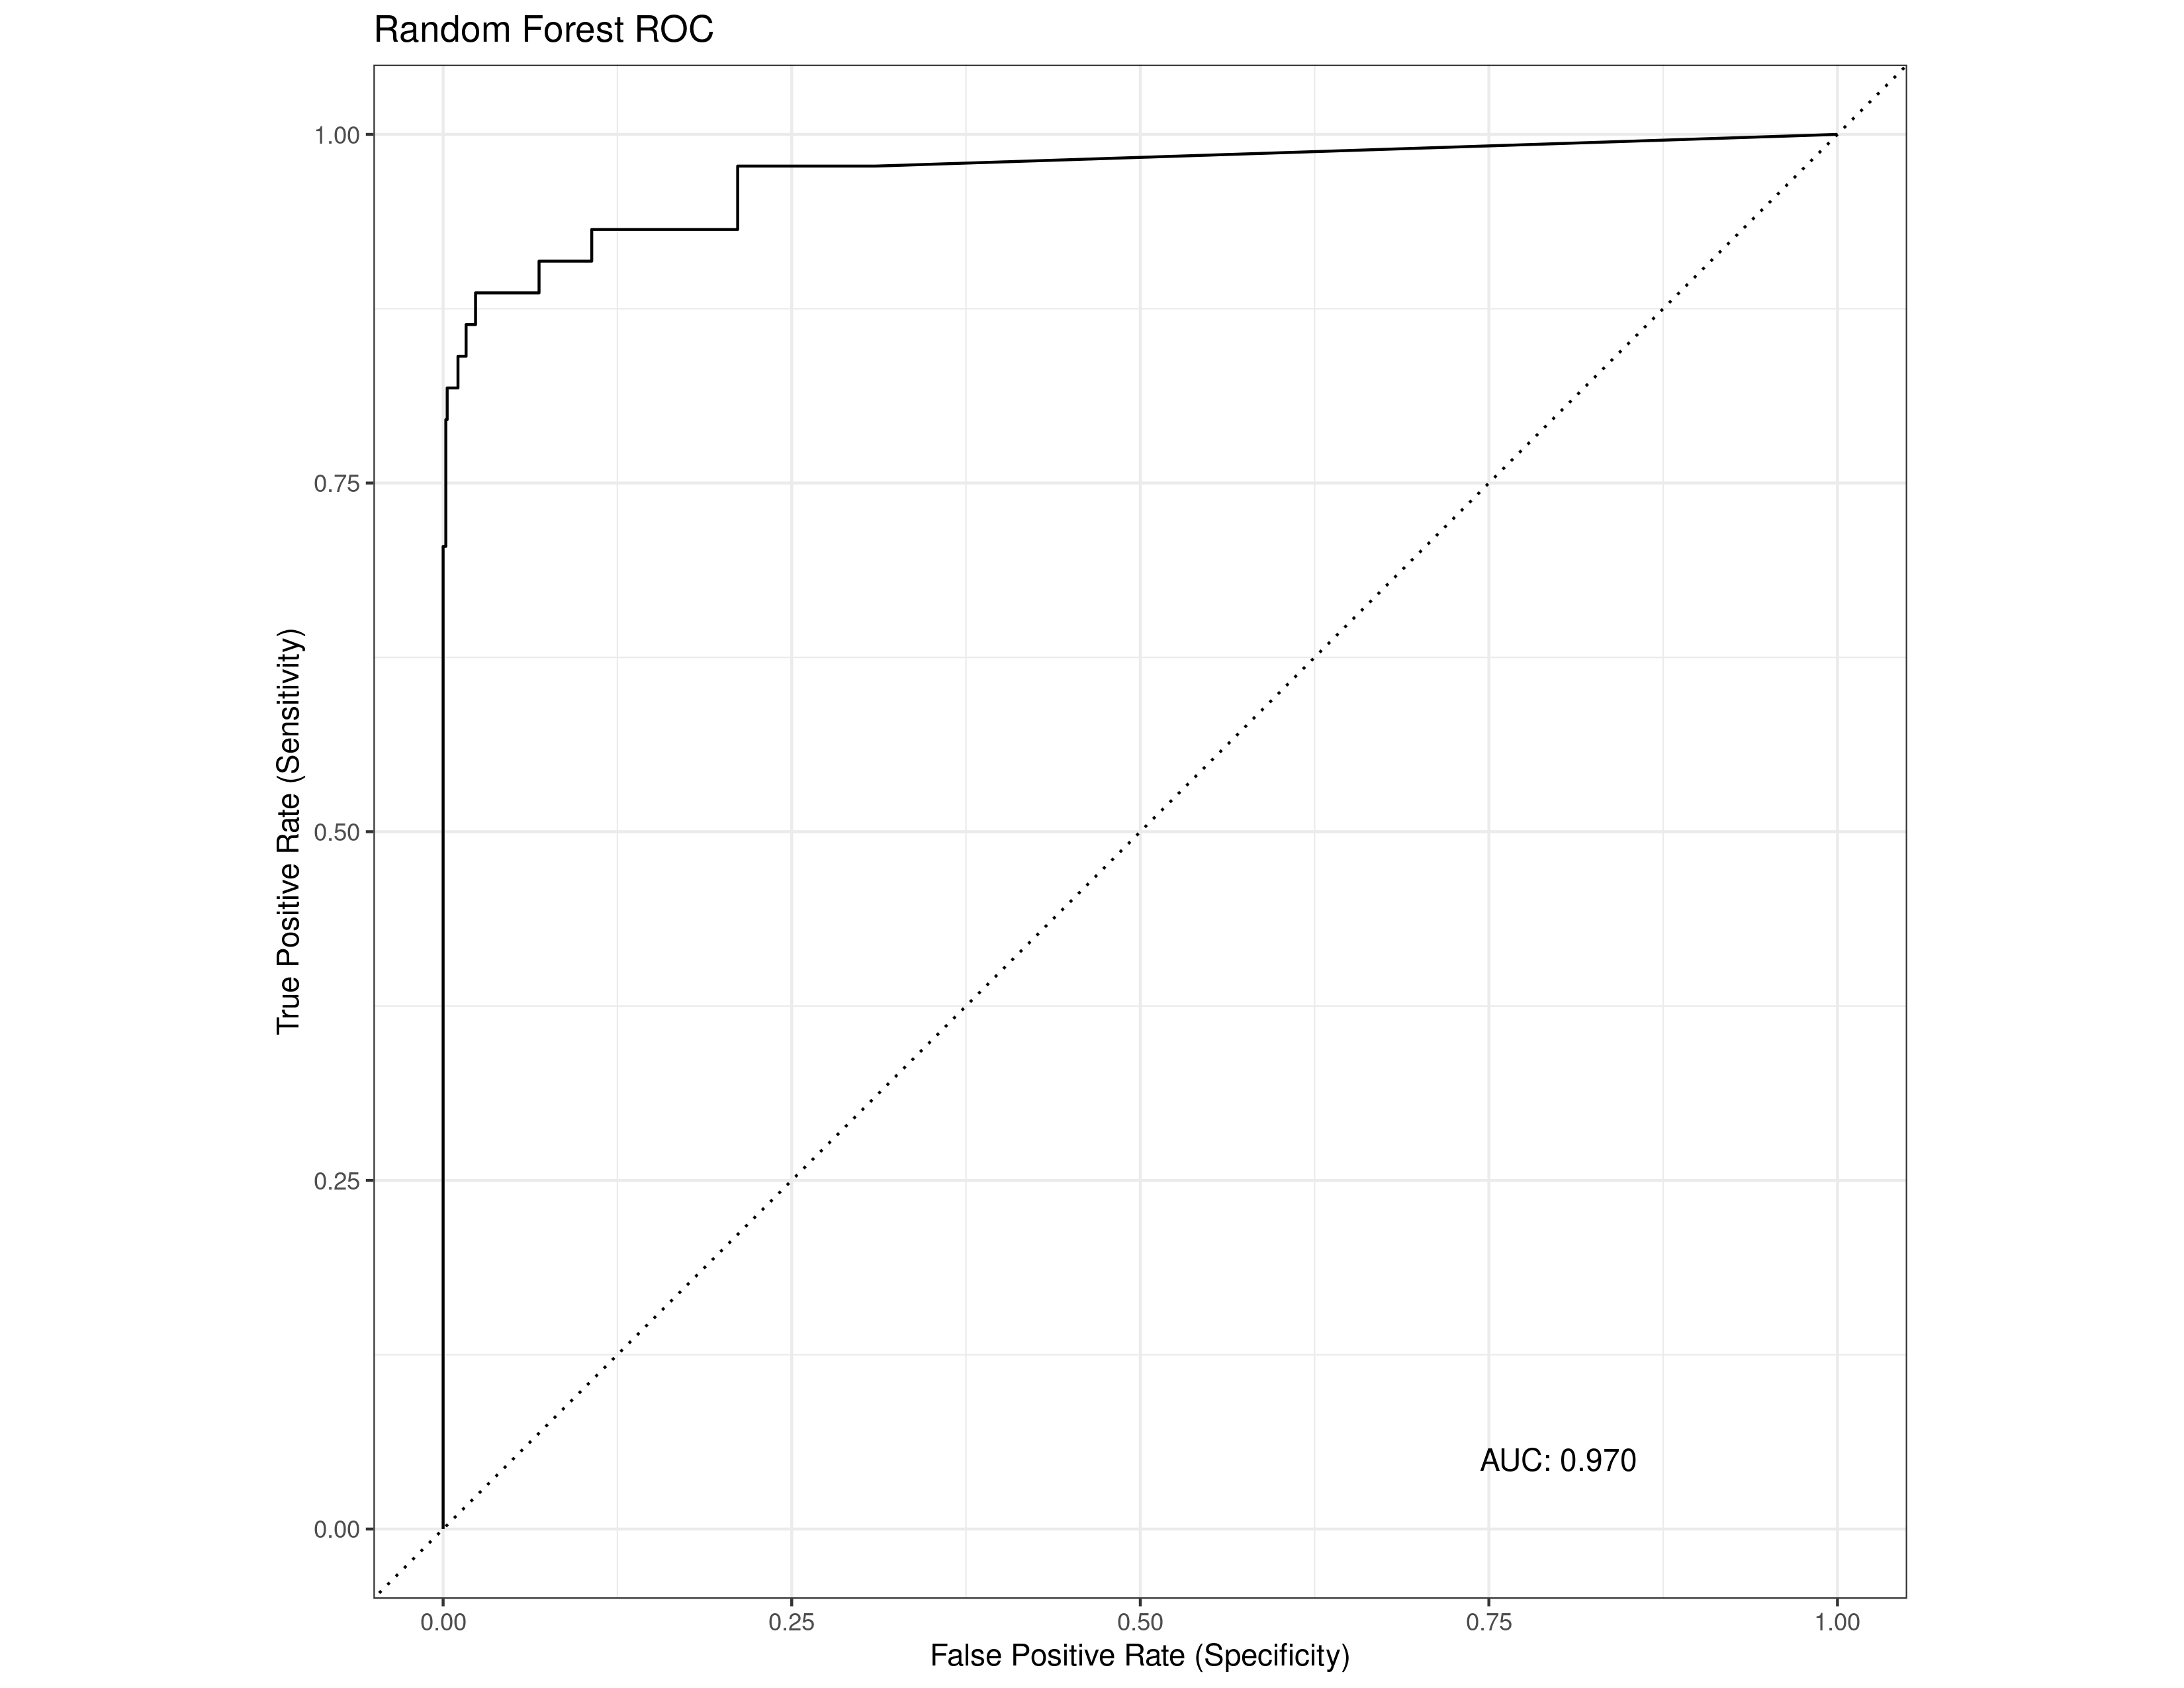 Random Forest ROC
True Positive Rate (Sensitivity)
1.00
0.75
0.50
0.25
0.00
AUC: 0.970
0.00 0.25 0.50 0.75 1.00
False Positive Rate (Specificity)